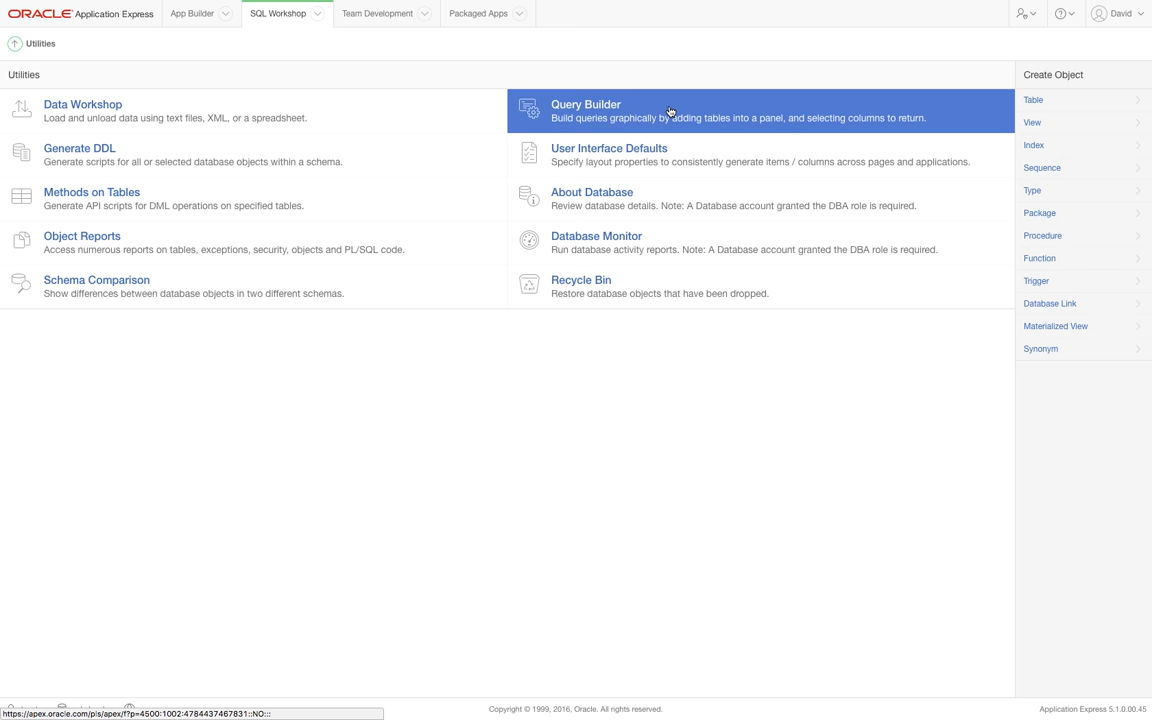 ORACLE Application Express App Builder SQL Workshop Team Development Packaged Apps David
Utilities
Utilities
Create Object
Data Workshop
Load and unload data using text files, XML, or a spreadsheet.
Query Builder
Build queries graphically by adding tables into a panel, and selecting columns to return.
Generate DDL
Generate scripts for all or selected database objects within a schema.
User Interface Defaults
Specify layout properties to consistently generate items / columns across pages and applications.
Methods on Tables
Generate API scripts for DML operations on specified tables.
About Database
Review database details. Note: A Database account granted the DBA role is required.
Object Reports
Access numerous reports on tables, exceptions, security, objects and PL/SQL code.
Database Monitor
Run database activity reports. Note: A Database account granted the DBA role is required.
Schema Comparison
Show differences between database objects in two different schemas.
Recycle Bin
Restore database objects that have been dropped.
Table
View
Index
Sequence
Type
Package
Procedure
Function
Trigger
Database Link
Materialized View
Synonym
https://apex.oracle.com/pls/apex/f?p=4500:1002:4784437467831::NO:::
Copyright © 1999, 2016, Oracle. All rights reserved.
Application Express 5.1.0.00.45